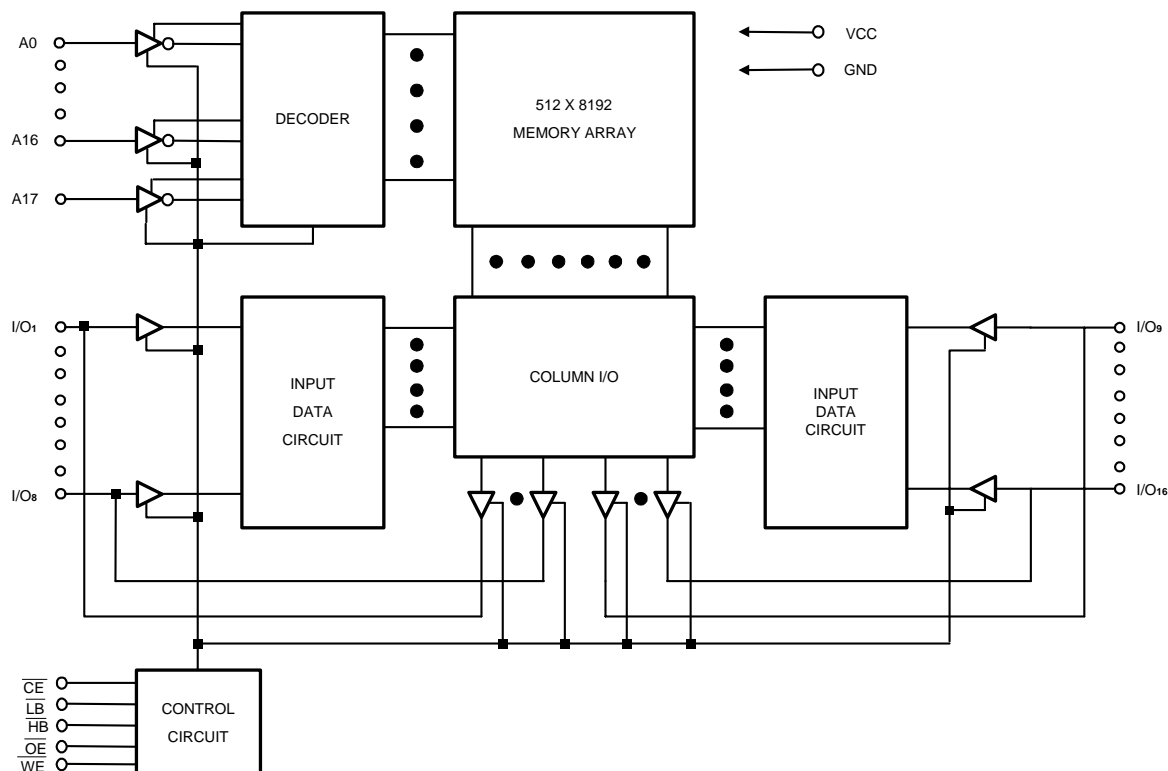 A0
A16
A17
DECODER
512 X 8192
MEMORY ARRAY
VCC
GND
I/O1
I/O8
INPUT
DATA
CIRCUIT
COLUMN I/O
INPUT
DATA
CIRCUIT
I/O9
I/O16
CE
LB
HB
OE
WE
CONTROL
CIRCUIT